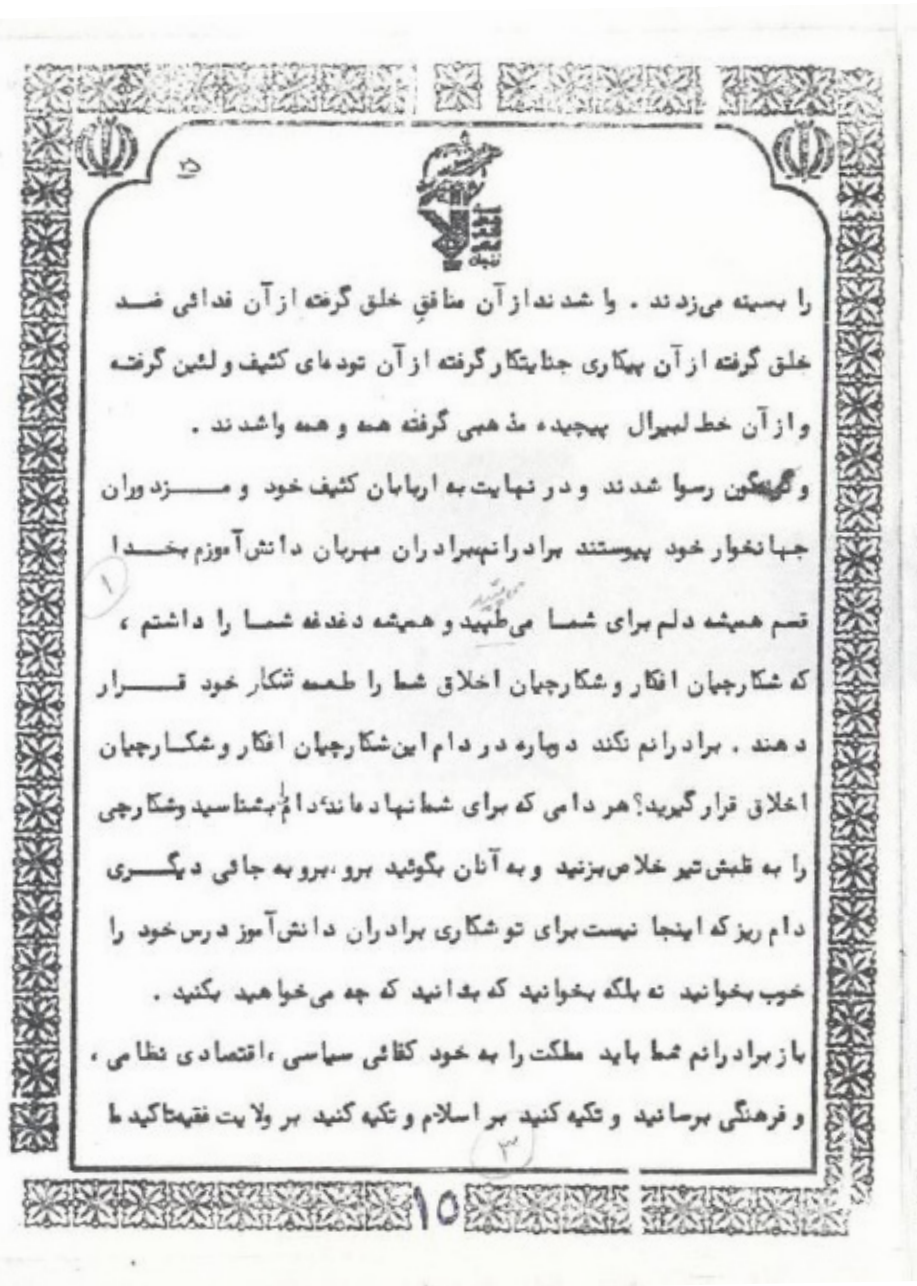 ۲۵
را بسینه می‌زدند . وا شدند از آن منافقِ خلق گرفته از آن فدائی ضد
خلق گرفته از آن پیکاری جنایتکار گرفته از آن توده‌ای کثیف و لئین گرفته
و از آن خط لیبرال پیچیده مذهبی گرفته همه و همه واشدند .
رسوا شدند و در نهایت به اربابان کثیف خود و مزدوران
جهانخوار خود پیوستند برادرانم برادران مهربان دانش‌آموزم بخدا
۱
قسم همیشه دلم برای شما می‌طپید و همیشه دغدغه شما را داشتم ،
که شکارچیان افکار و شکارچیان اخلاق شما را طعمه شکار خود قرار
دهند . برادرانم نکند دوباره در دام این شکارچیان افکار و شکارچیان
اخلاق قرار گیرید؟ هر دامی که برای شما نهاده‌اند دام را بشناسید وشکارچی
را به قلبش تیر خلاص بزنید و به آنان بگوئید برو ،برو به جائی دیگری
دام ریز که اینجا نیست برای تو شکاری برادران دانش‌آموز درس خود را
خوب بخوانید نه بلکه بخوانید که بدانید که چه می‌خواهید بکنید .
باز برادرانم شما باید مملکت را به خود کفائی سیاسی ،اقتصادی نظامی ،
و فرهنگی برسانید و تکیه کنید بر اسلام و تکیه کنید بر ولایت فقیه تاکید ما
۳
۱۵